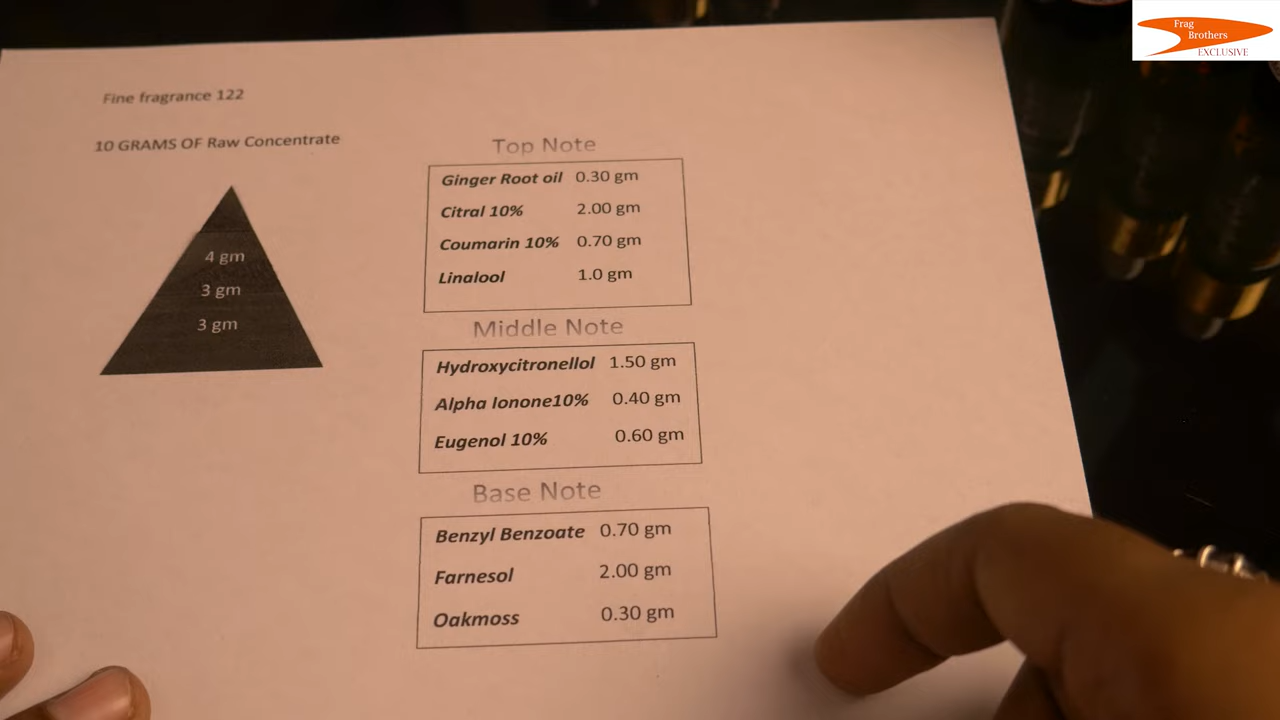 Frag
Brothers
EXCLUSIVE
Fine fragrance 122
10 GRAMS OF Raw Concentrate
4 gm
3 gm
3 gm
Top Note
Ginger Root oil 0.30 gm
Citral 10% 2.00 gm
Coumarin 10% 0.70 gm
Linalool 1.0 gm
Middle Note
Hydroxycitronellol 1.50 gm
Alpha Ionone10% 0.40 gm
Eugenol 10% 0.60 gm
Base Note
Benzyl Benzoate 0.70 gm
Farnesol 2.00 gm
Oakmoss 0.30 gm